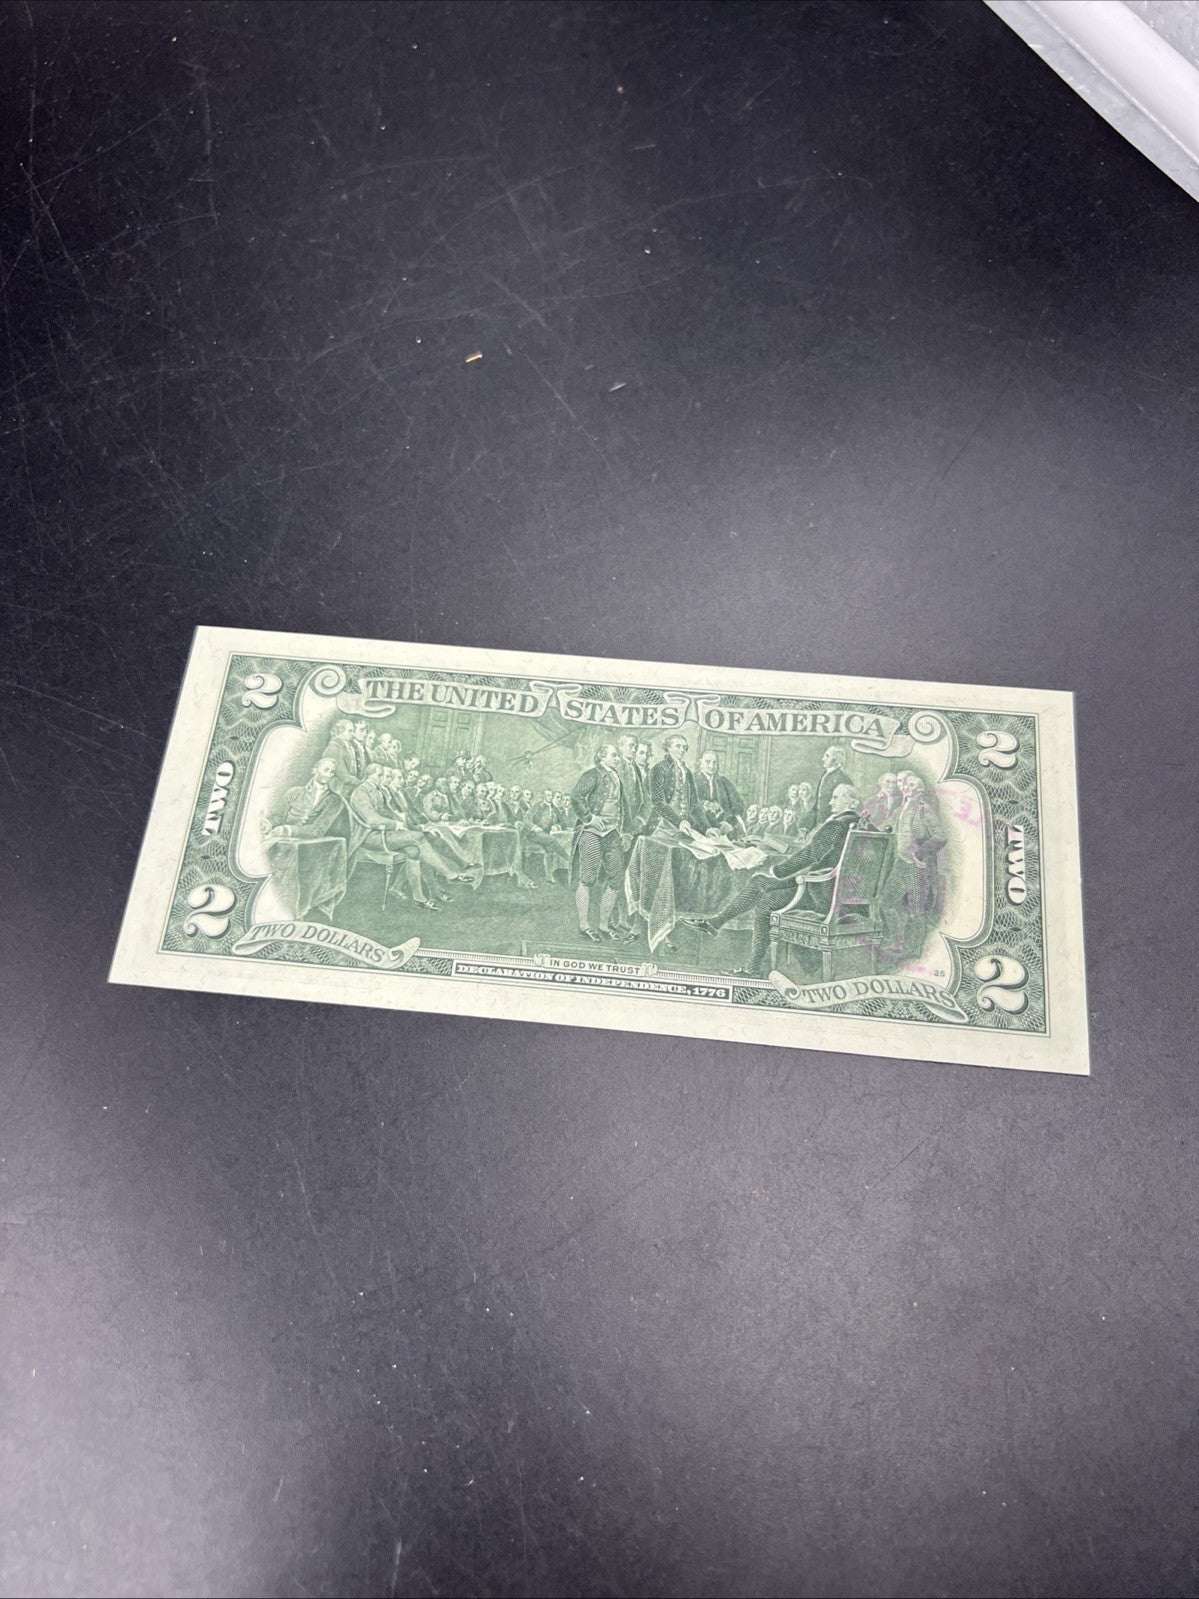 2
THE UNITED STATES OF AMERICA
2
TWO
TWO
2
TWO DOLLARS
IN GOD WE TRUST
DECLARATION OF INDEPENDENCE, 1776
25
TWO DOLLARS
2